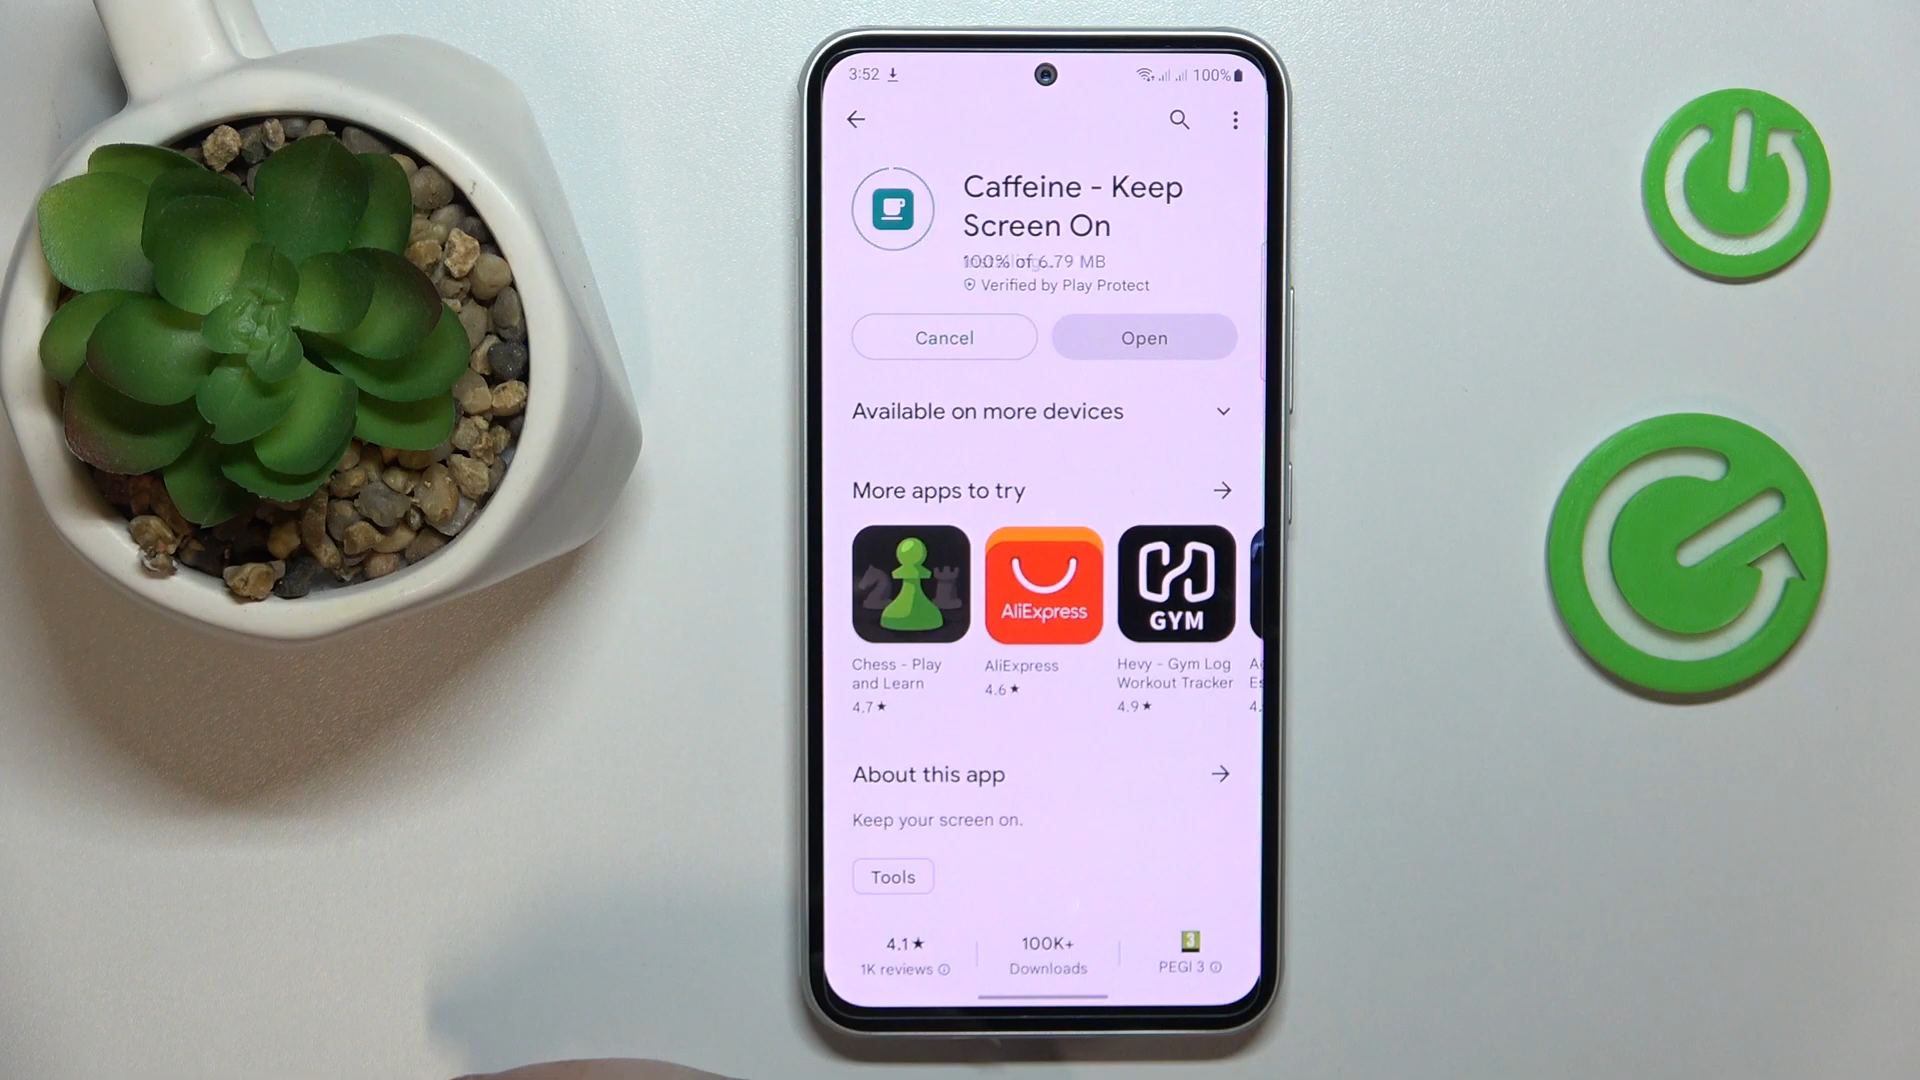 3:52
100%
Caffeine - Keep
Screen On
100% of 6.79 MB
Verified by Play Protect
Cancel
Open
Available on more devices
More apps to try
AliExpress
GYM
Chess - Play
and Learn
4.7★
AliExpress
4.6★
Hevy - Gym Log
Workout Tracker
4.9★
About this app
Keep your screen on.
Tools
4.1★
1K reviews
100K+
Downloads
3
PEGI 3